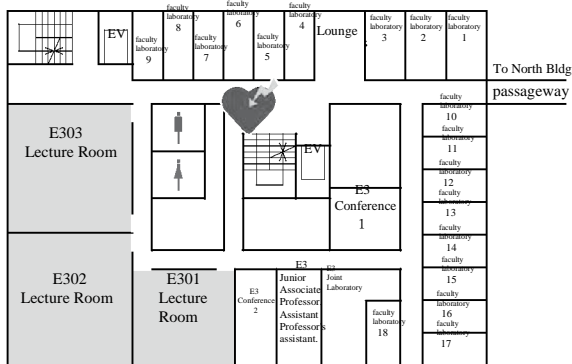 faculty
laboratory
8
faculty
laboratory
6
faculty
laboratory
4
Lounge
faculty
laboratory
3
faculty
laboratory
2
faculty
laboratory
1
EV
faculty
laboratory
9
faculty
laboratory
7
faculty
laboratory
5
To North Bldg
passageway
faculty
laboratory
10
faculty
laboratory
11
faculty
laboratory
12
faculty
laboratory
13
faculty
laboratory
14
faculty
laboratory
15
faculty
laboratory
16
faculty
laboratory
17
E303
Lecture Room
EV
E3
Conference
1
E302
Lecture Room
E301
Lecture
Room
E3
Conference
2
E3
Junior
Associate
Professor
Assistant
Professor's
assistant.
E3
Joint
Laboratory
faculty
laboratory
18